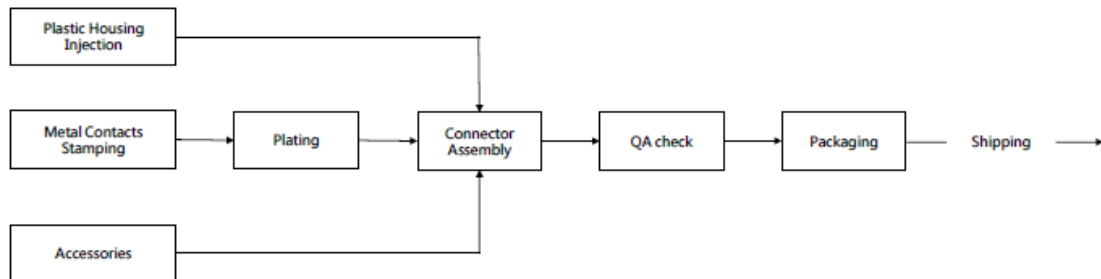 Plastic Housing
Injection
Metal Contacts
Stamping
Plating
Connector
Assembly
QA check
Packaging
Shipping
Accessories